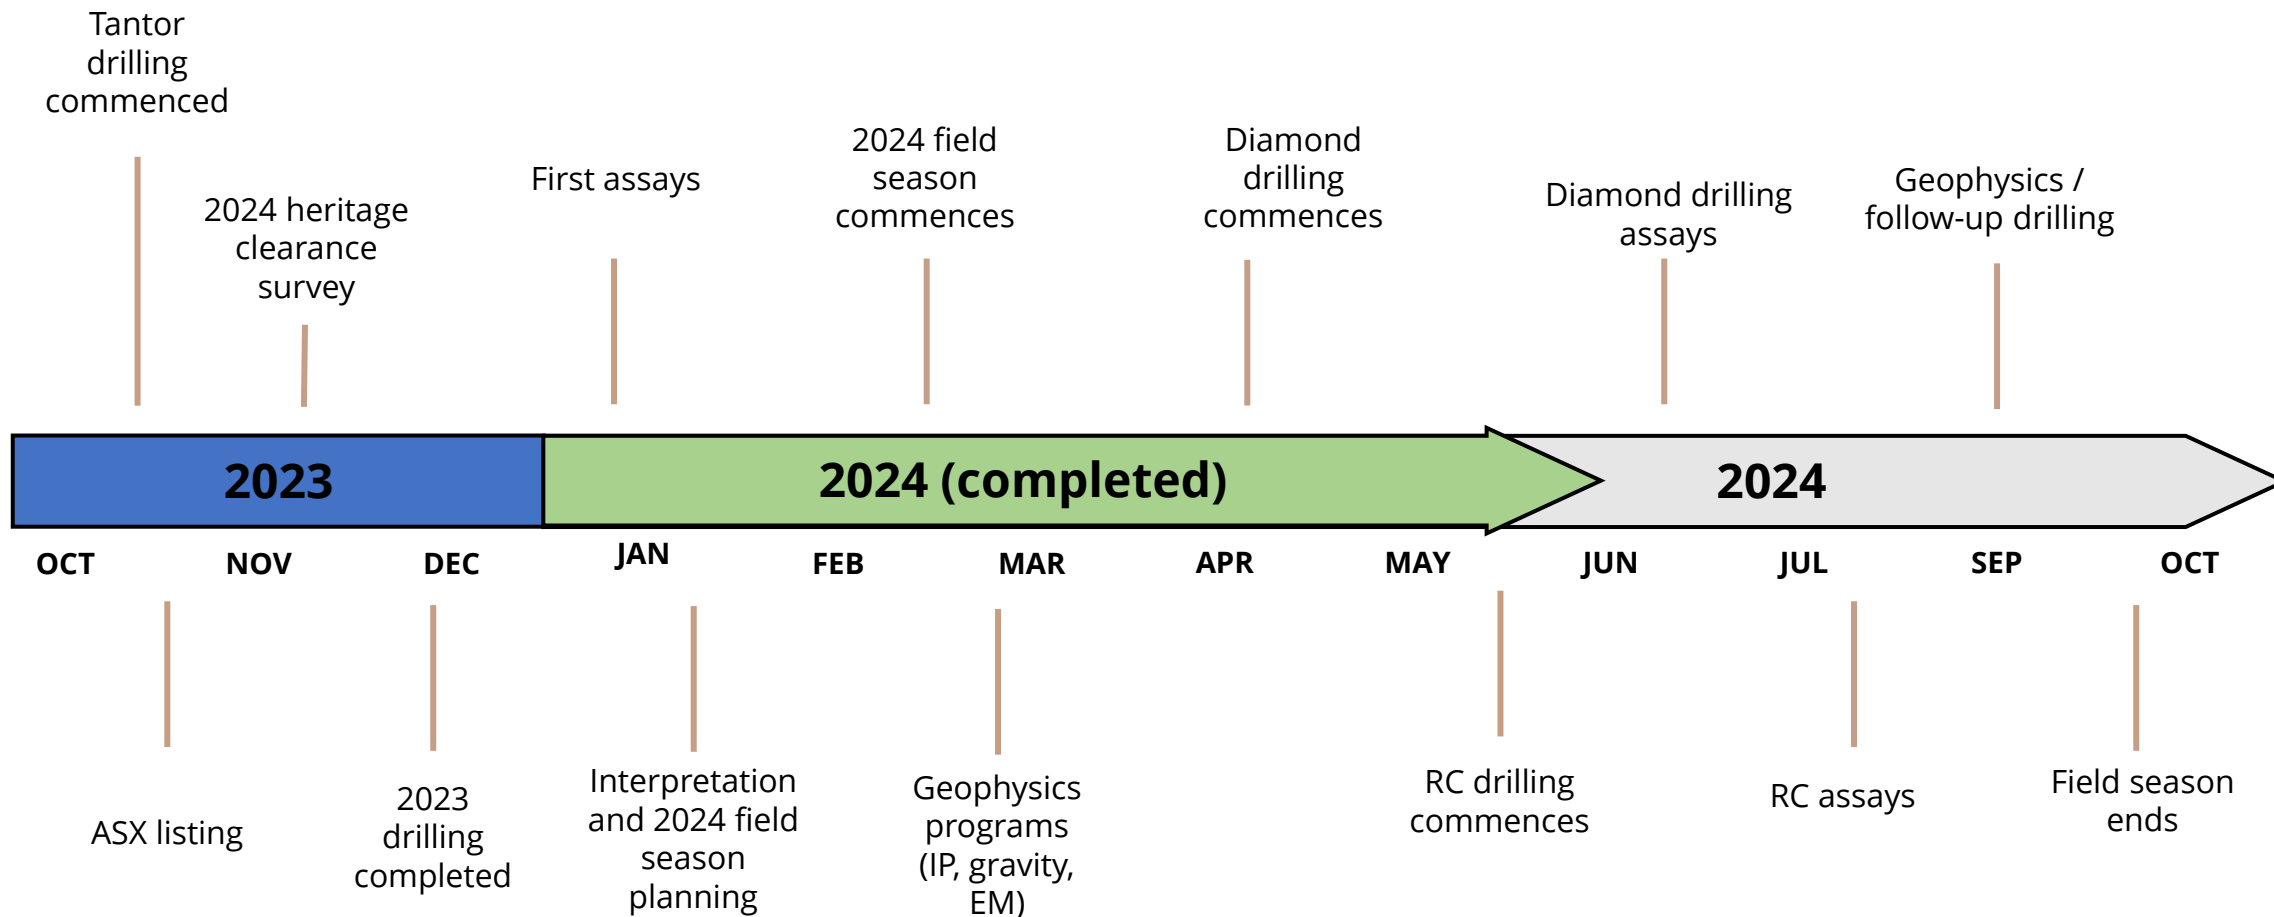 Tantor
drilling
commenced
2024 heritage
clearance
survey
First assays
2024 field
season
commences
Diamond
drilling
commences
Diamond drilling
assays
Geophysics /
follow-up drilling
2023
2024 (completed)
2024
OCT
NOV
DEC
JAN
FEB
MAR
APR
MAY
JUN
JUL
SEP
OCT
ASX listing
2023
drilling
completed
Interpretation
and 2024 field
season
planning
Geophysics
programs
(IP, gravity,
EM)
RC drilling
commences
RC assays
Field season
ends